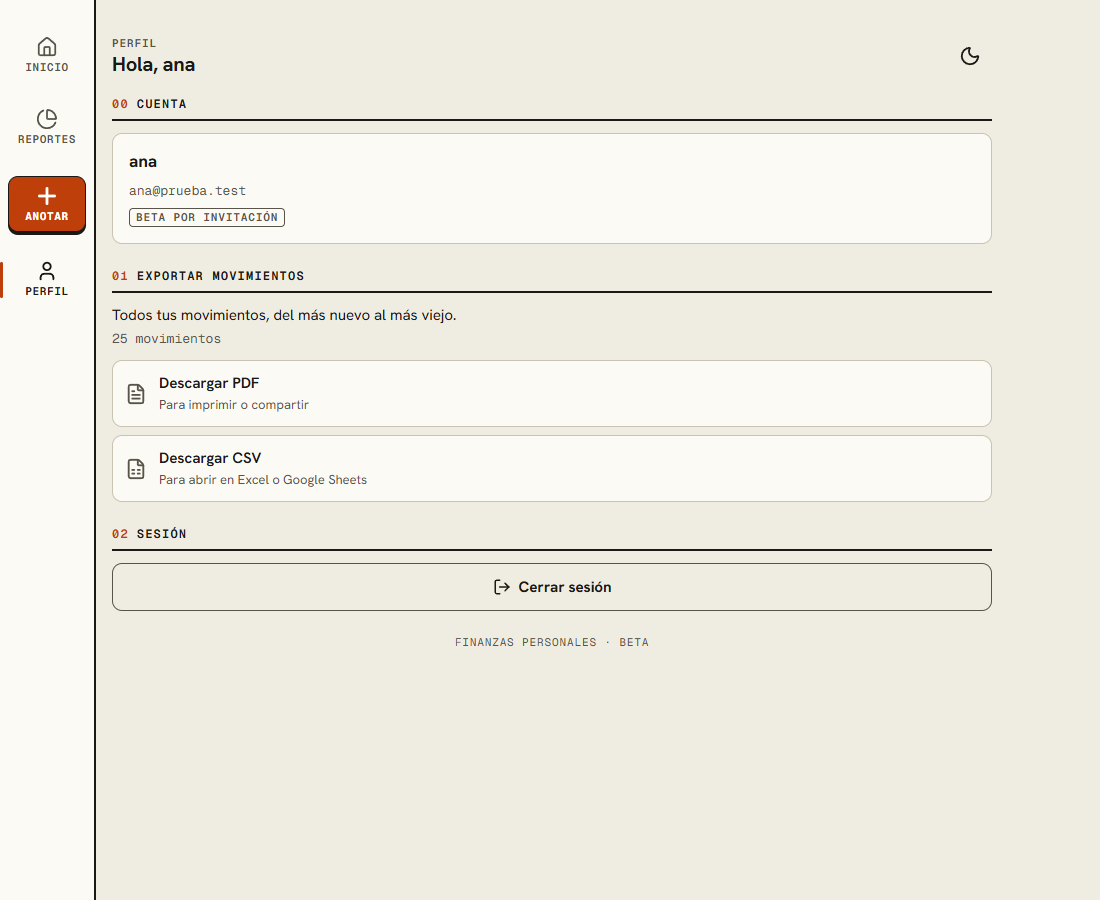 INICIO
REPORTES
ANOTAR
PERFIL
PERFIL
Hola, ana
00 CUENTA
ana
ana@prueba.test
BETA POR INVITACIÓN
01 EXPORTAR MOVIMIENTOS
Todos tus movimientos, del más nuevo al más viejo.
25 movimientos
Descargar PDF
Para imprimir o compartir
Descargar CSV
Para abrir en Excel o Google Sheets
02 SESIÓN
Cerrar sesión
FINANZAS PERSONALES · BETA